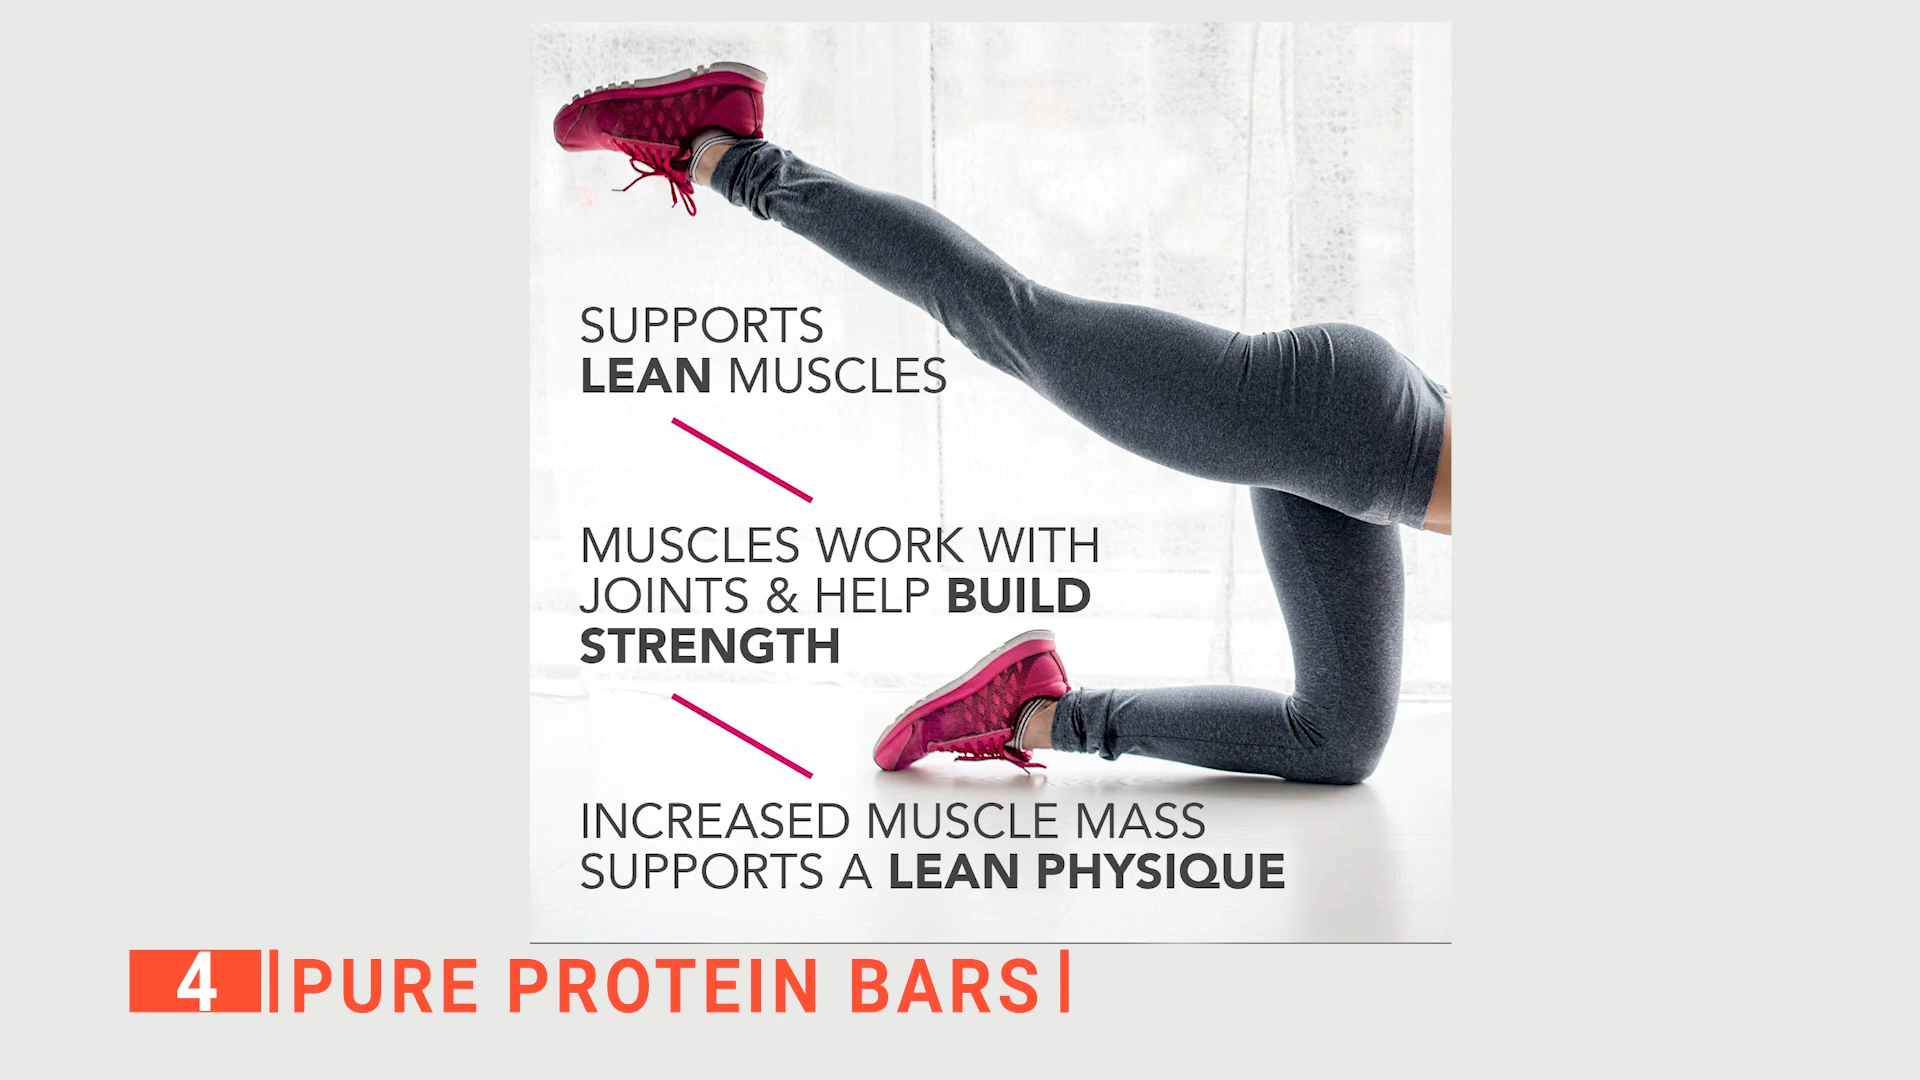 SUPPORTS
LEAN MUSCLES
MUSCLES WORK WITH
JOINTS & HELP BUILD
STRENGTH
INCREASED MUSCLE MASS
SUPPORTS A LEAN PHYSIQUE
4 PURE PROTEIN BARS